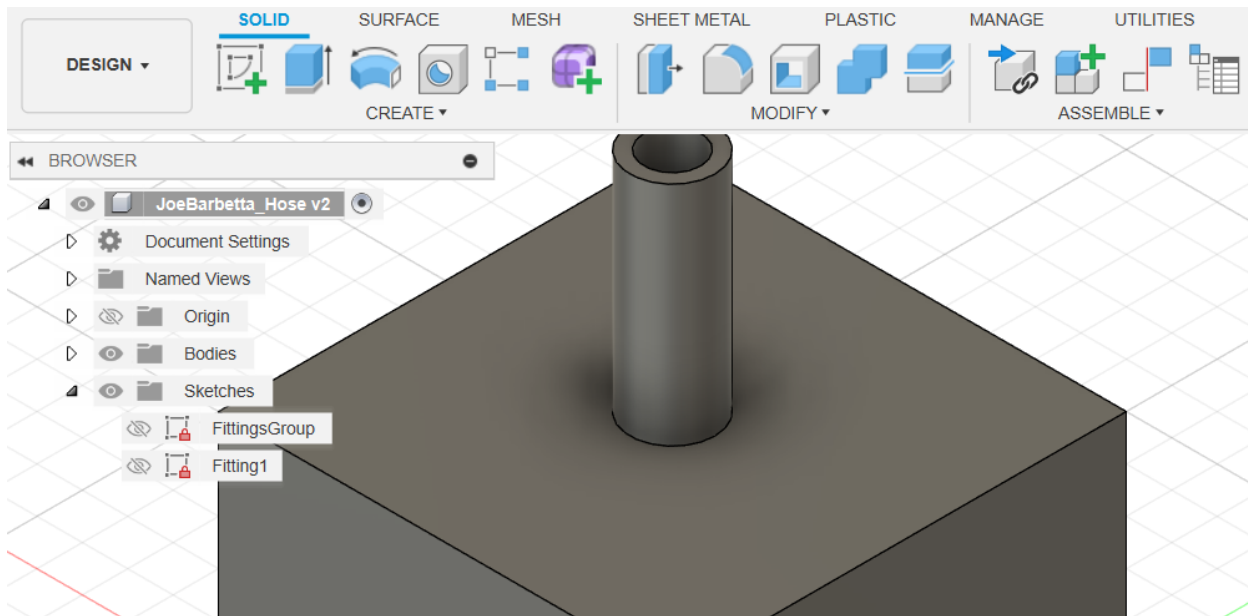 SOLID SURFACE MESH SHEET METAL PLASTIC MANAGE UTILITIES
DESIGN ▾
CREATE ▾ MODIFY ▾ ASSEMBLE ▾
BROWSER
JoeBarbetta_Hose v2
Document Settings
Named Views
Origin
Bodies
Sketches
FittingsGroup
Fitting1